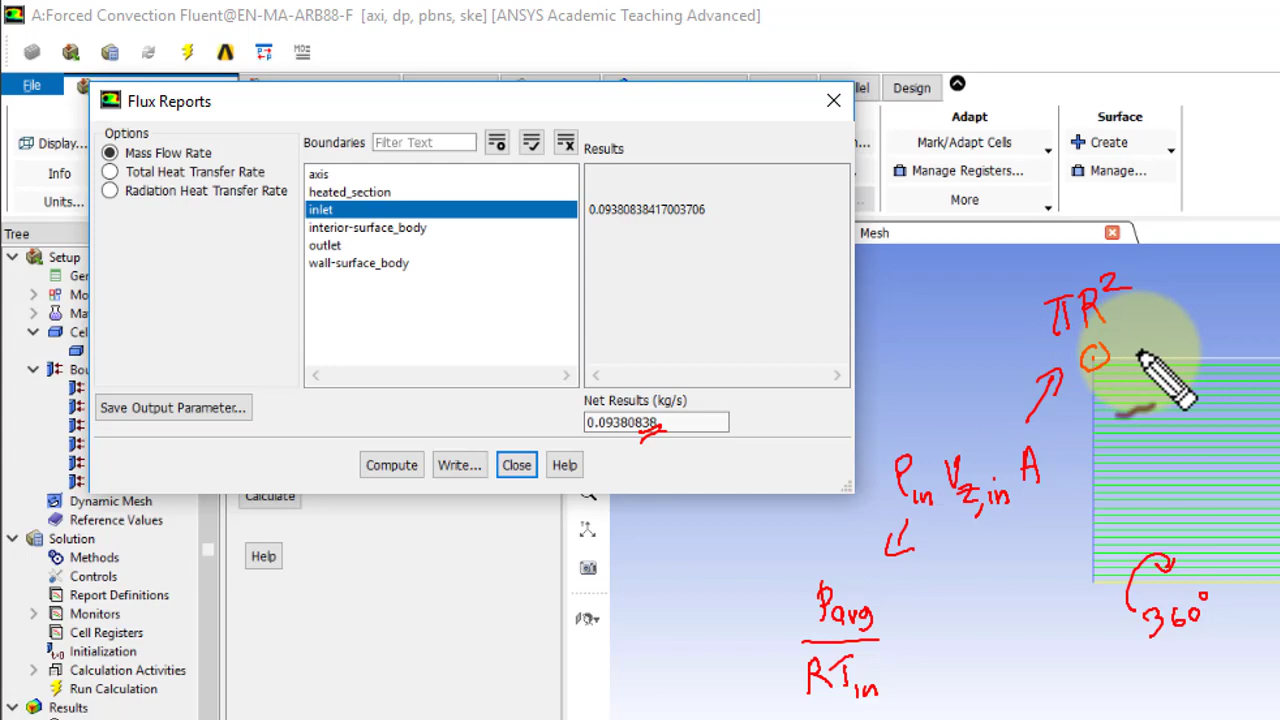 A:Forced Convection Fluent@EN-MA-ARB88-F [axi, dp, pbns, ske] [ANSYS Academic Teaching Advanced]
File
Design
Flux Reports
Options
Mass Flow Rate
Total Heat Transfer Rate
Radiation Heat Transfer Rate
Boundaries
Filter Text
axis
heated_section
inlet
interior-surface_body
outlet
wall-surface_body
Results
0.09380838417003706
Net Results (kg/s)
0.09380838
Save Output Parameter...
Compute
Write...
Close
Help
Display...
Info
Units...
Adapt
Mark/Adapt Cells
Manage Registers...
More
Surface
Create
Manage...
Tree
Mesh
Setup
Dynamic Mesh
Reference Values
Solution
Methods
Controls
Report Definitions
Monitors
Cell Registers
Initialization
Calculation Activities
Run Calculation
Results
Calculate
Help
πR²
ρin Vz,in A
Pavg
RTin
360°